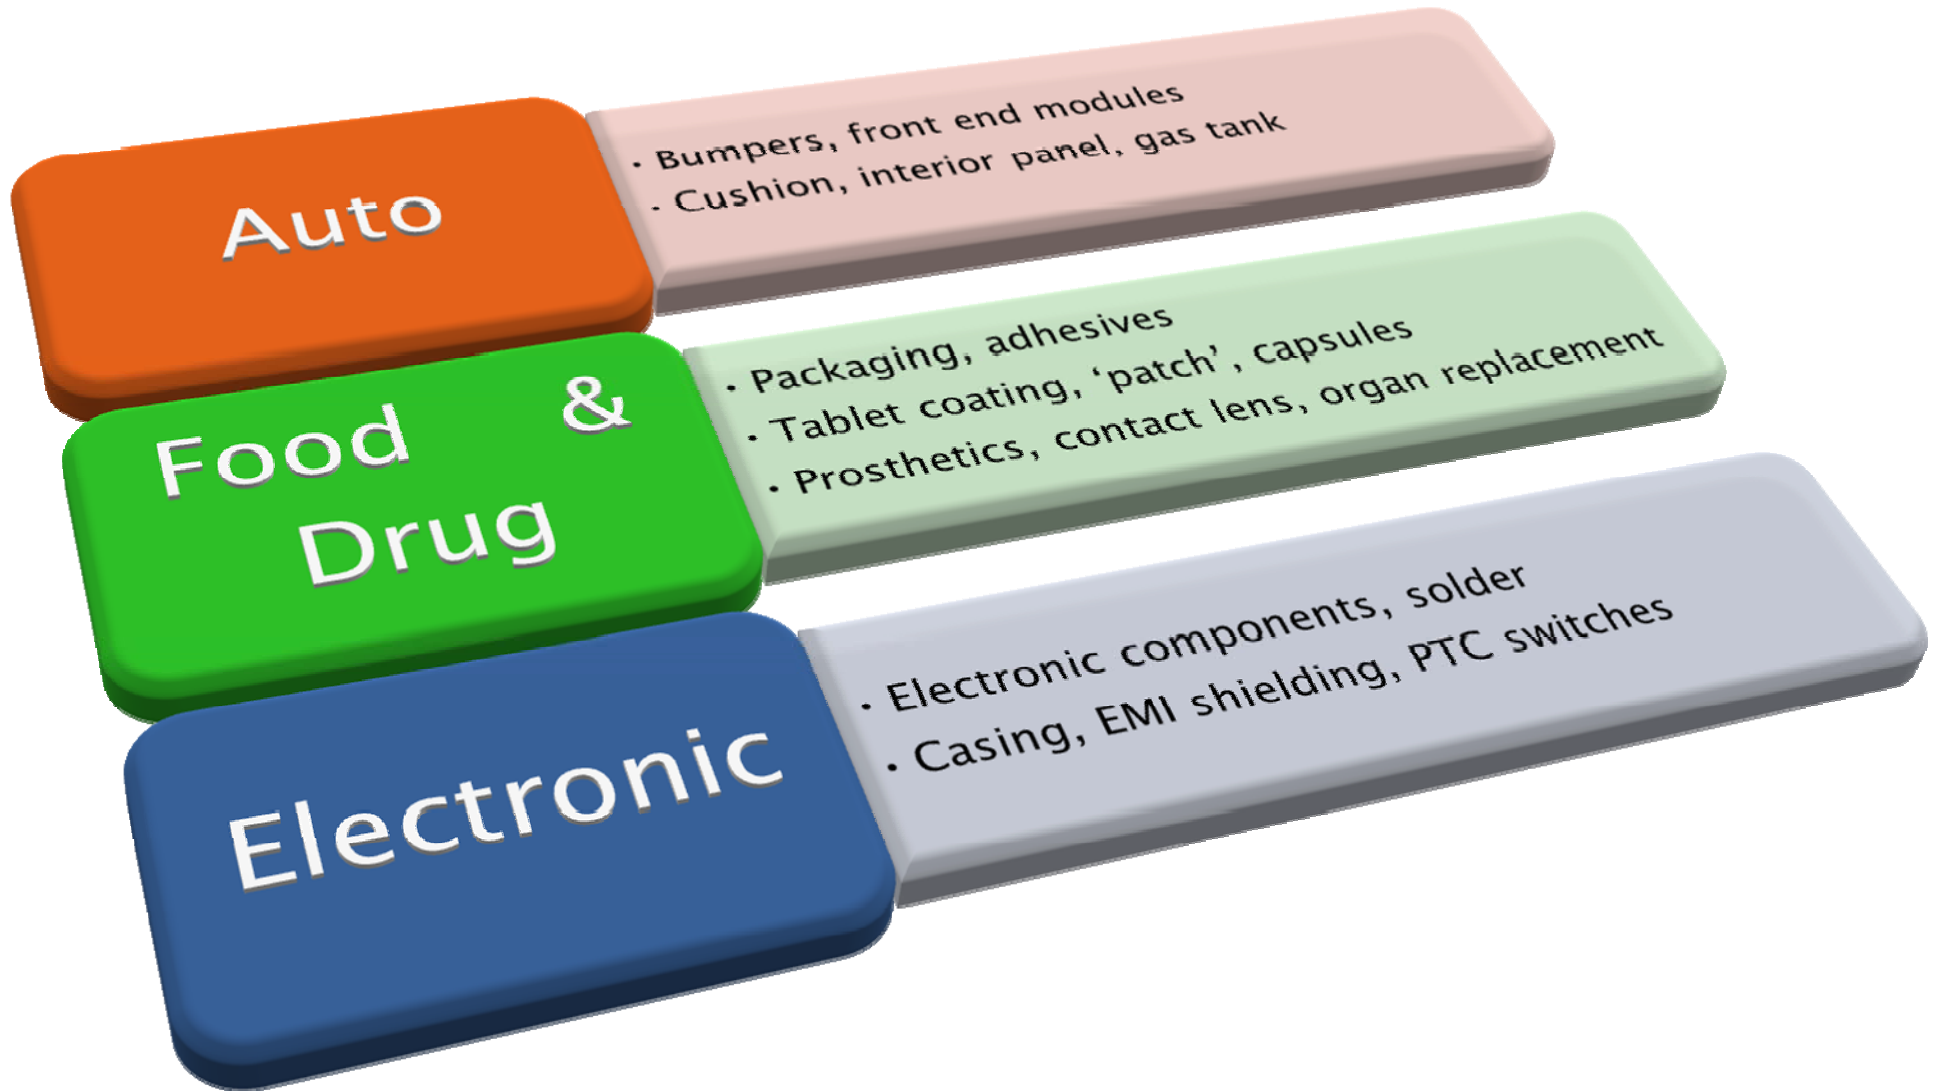 Auto
• Bumpers, front end modules
• Cushion, interior panel, gas tank
Food &
Drug
• Packaging, adhesives
• Tablet coating, ‘patch’, capsules
• Prosthetics, contact lens, organ replacement
Electronic
• Electronic components, solder
• Casing, EMI shielding, PTC switches